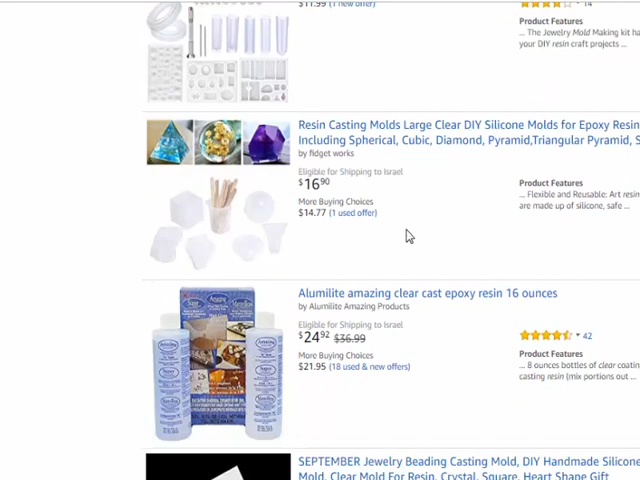 $11.99 (1 new offer)
14
Product Features
... The Jewelry Mold Making kit ha
your DIY resin craft projects ...
Resin Casting Molds Large Clear DIY Silicone Molds for Epoxy Resin
Including Spherical, Cubic, Diamond, Pyramid,Triangular Pyramid, S
by fidget works
Eligible for Shipping to Israel
$16.90
More Buying Choices
$14.77 (1 used offer)
Product Features
... Flexible and Reusable: Art resin
are made up of silicone, safe ...
Alumilite amazing clear cast epoxy resin 16 ounces
by Alumilite Amazing Products
Eligible for Shipping to Israel
$24.92 $36.99
More Buying Choices
$21.95 (18 used & new offers)
42
Product Features
... 8 ounces bottles of clear coatin
casting resin (mix portions out ...
SEPTEMBER Jewelry Beading Casting Mold, DIY Handmade Silicone
Mold, Clear Mold For Resin, Crystal, Square, Heart Shape Gift